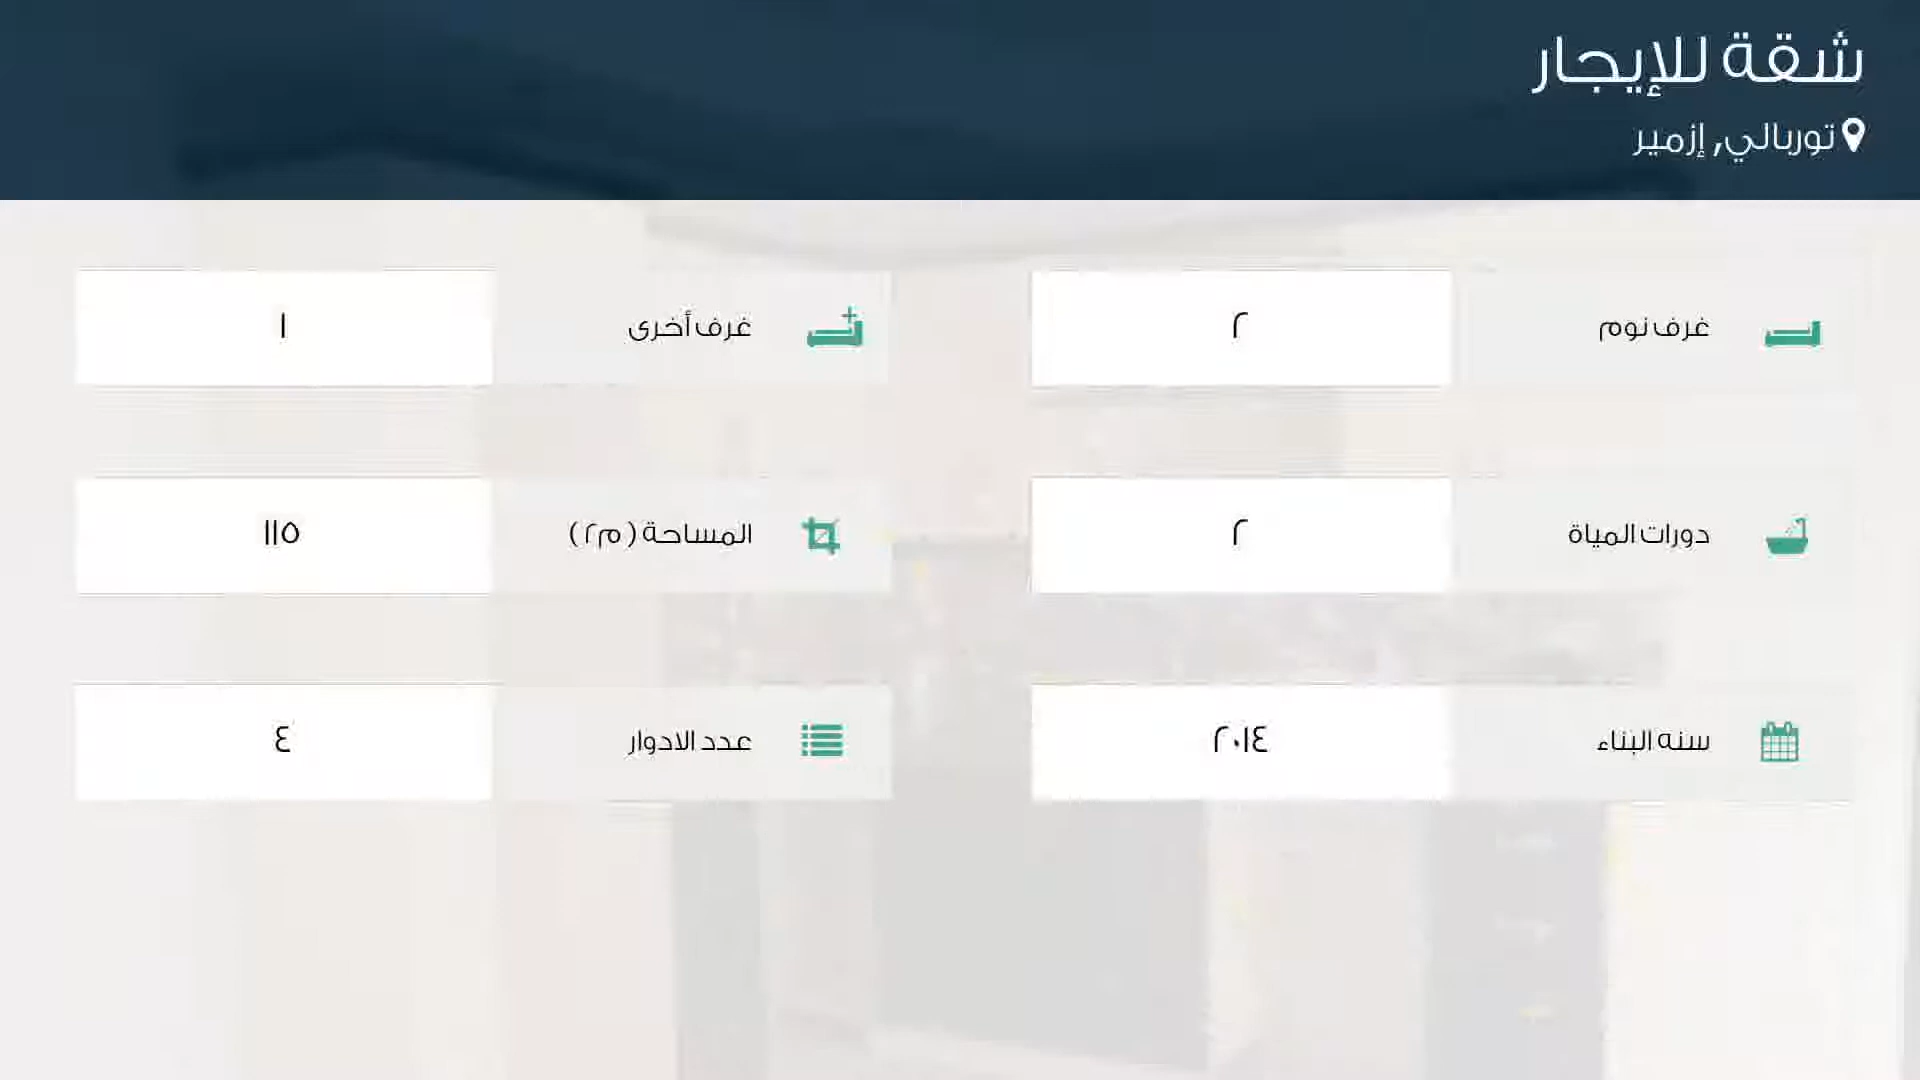 شقة للإيجار
توربالي, إزمير
غرف نوم ٢
غرف أخرى ١
دورات المياة ٢
المساحة (م٢) ١١٥
سنه البناء ٢٠١٤
عدد الادوار ٤